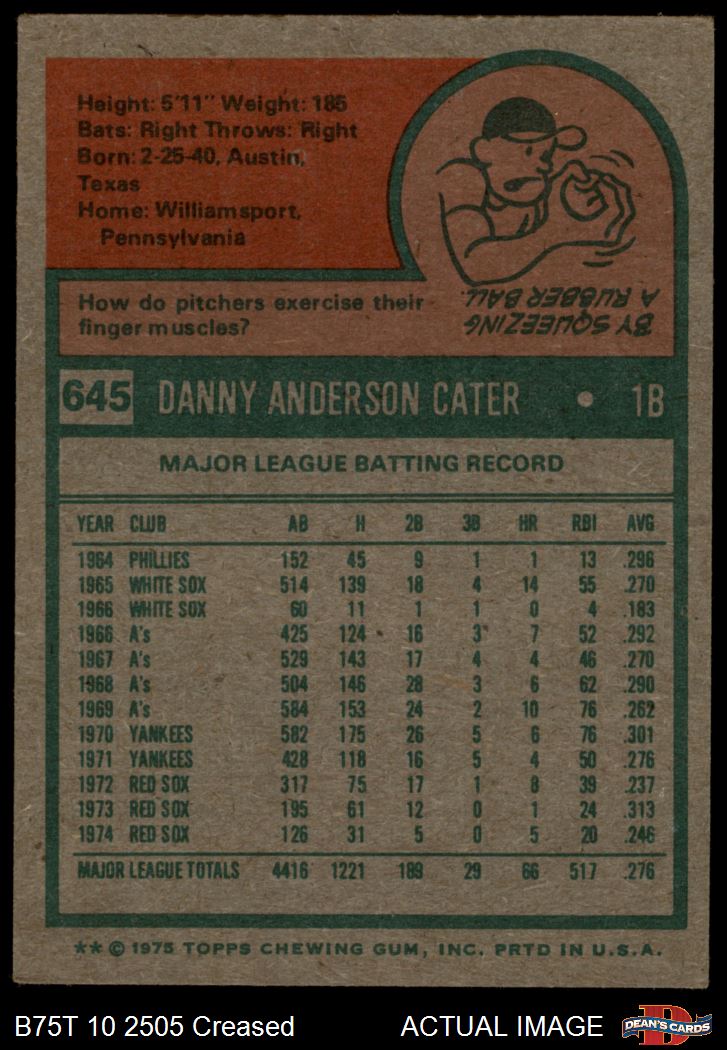 Height: 5'11" Weight: 185
Bats: Right Throws: Right
Born: 2-25-40, Austin,
Texas
Home: Williamsport,
Pennsylvania
How do pitchers exercise their
finger muscles?
BY SQUEEZING
A RUBBER BALL.
645 DANNY ANDERSON CATER • 1B
MAJOR LEAGUE BATTING RECORD
YEAR CLUB AB H 2B 3B HR RBI AVG
1964 PHILLIES 152 45 9 1 1 13 .296
1965 WHITE SOX 514 139 18 4 14 55 .270
1966 WHITE SOX 60 11 1 1 0 4 .183
1966 A's 425 124 16 3 7 52 .292
1967 A's 529 143 17 4 4 46 .270
1968 A's 504 146 28 3 6 62 .290
1969 A's 584 153 24 2 10 76 .262
1970 YANKEES 582 175 26 5 6 76 .301
1971 YANKEES 428 118 16 5 4 50 .276
1972 RED SOX 317 75 17 1 8 39 .237
1973 RED SOX 195 61 12 0 1 24 .313
1974 RED SOX 126 31 5 0 5 20 .246
MAJOR LEAGUE TOTALS 4416 1221 189 29 66 517 .276
** © 1975 TOPPS CHEWING GUM, INC. PRTD IN U.S.A.
B75T 10 2505 Creased ACTUAL IMAGE
D
DEAN'S CARDS